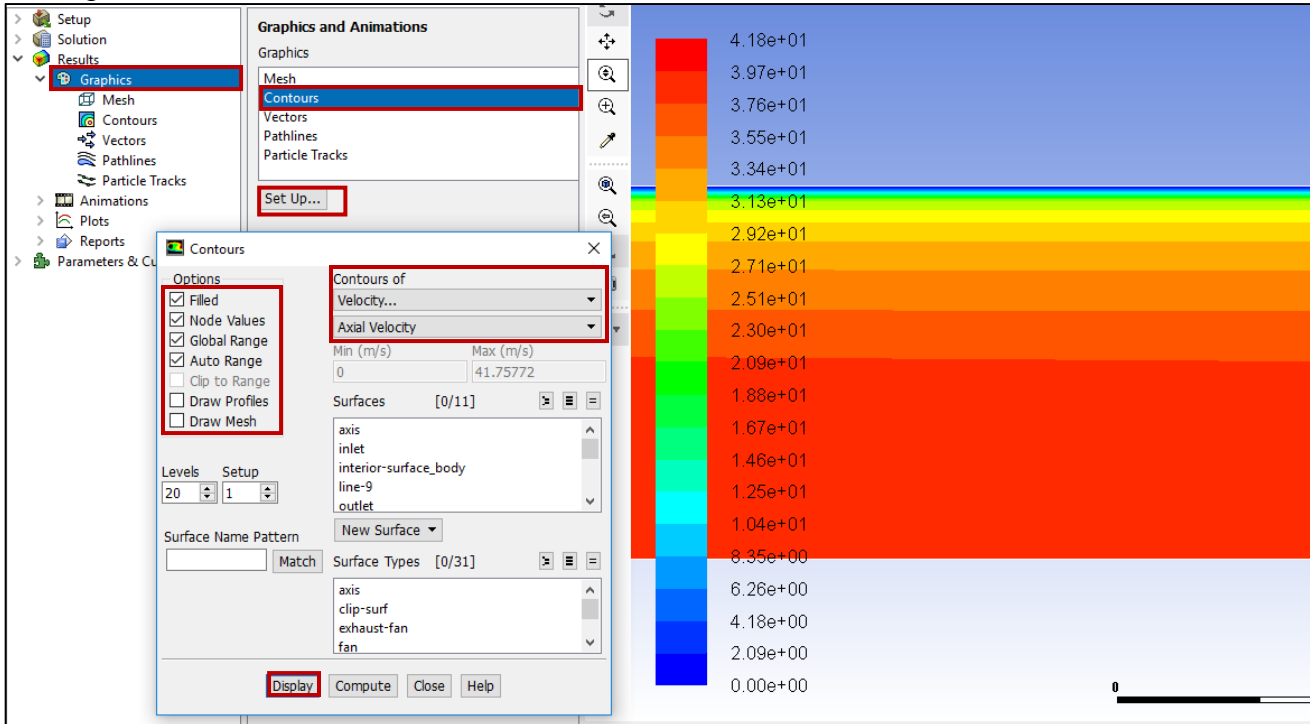 Setup
Solution
Results
Graphics
Mesh
Contours
Vectors
Pathlines
Particle Tracks
Animations
Plots
Reports
Parameters & Cu
Graphics and Animations
Graphics
Mesh
Contours
Vectors
Pathlines
Particle Tracks
Set Up...
Contours
Options
Filled
Node Values
Global Range
Auto Range
Clip to Range
Draw Profiles
Draw Mesh
Levels Setup
20 1
Surface Name Pattern
Match
Contours of
Velocity...
Axial Velocity
Min (m/s) Max (m/s)
0 41.75772
Surfaces [0/11]
axis
inlet
interior-surface_body
line-9
outlet
New Surface
Surface Types [0/31]
axis
clip-surf
exhaust-fan
fan
Display Compute Close Help
4.18e+01
3.97e+01
3.76e+01
3.55e+01
3.34e+01
3.13e+01
2.92e+01
2.71e+01
2.51e+01
2.30e+01
2.09e+01
1.88e+01
1.67e+01
1.46e+01
1.25e+01
1.04e+01
8.35e+00
6.26e+00
4.18e+00
2.09e+00
0.00e+00
0